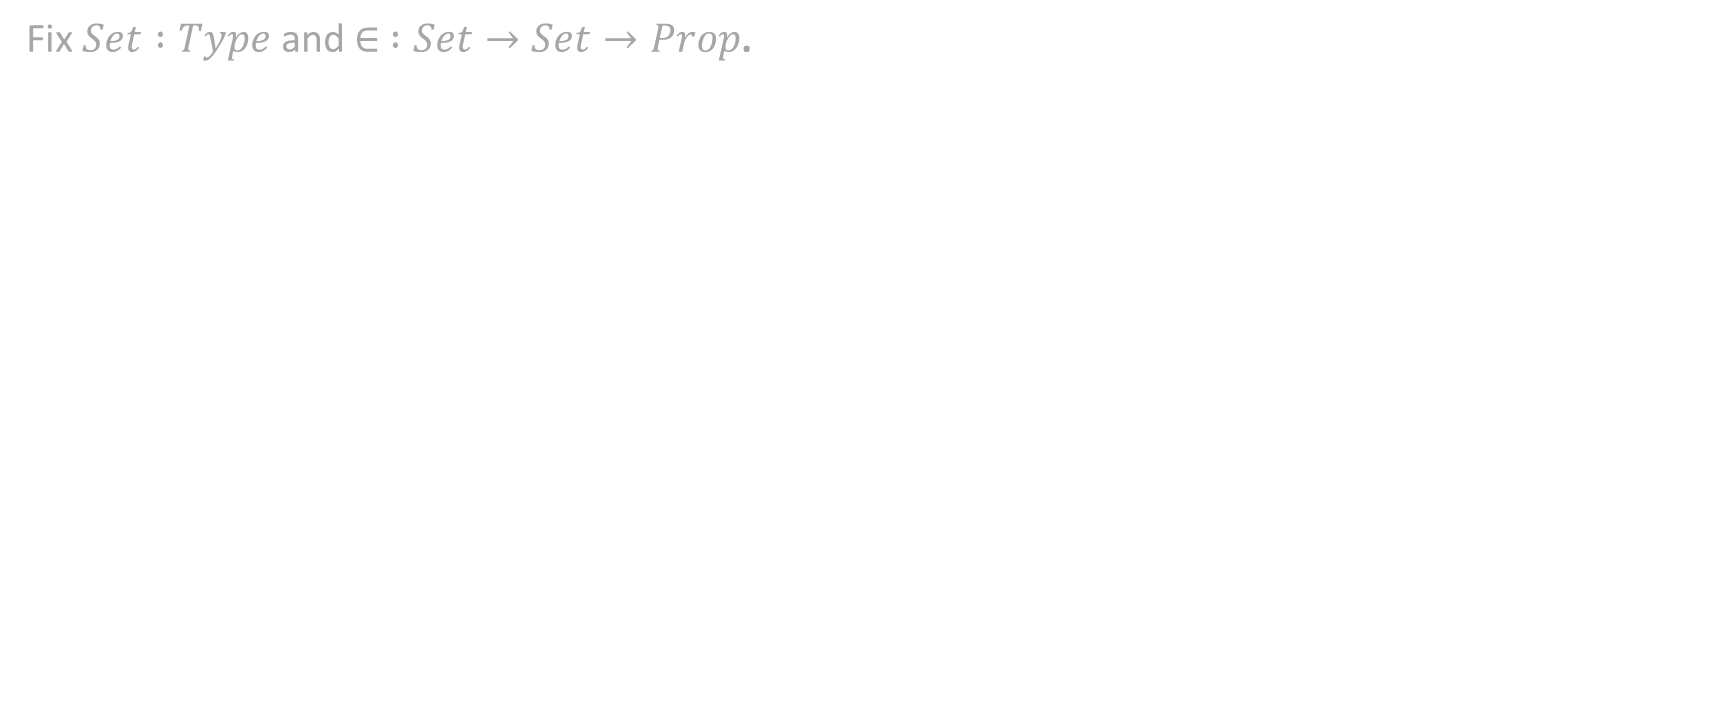 Fix Set : Type and ∈ : Set → Set → Prop.